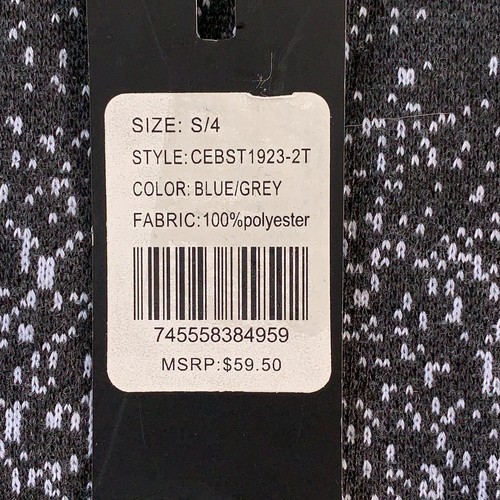 SIZE: S/4
STYLE:CEBST1923-2T
COLOR: BLUE/GREY
FABRIC:100%polyester
745558384959
MSRP:$59.50